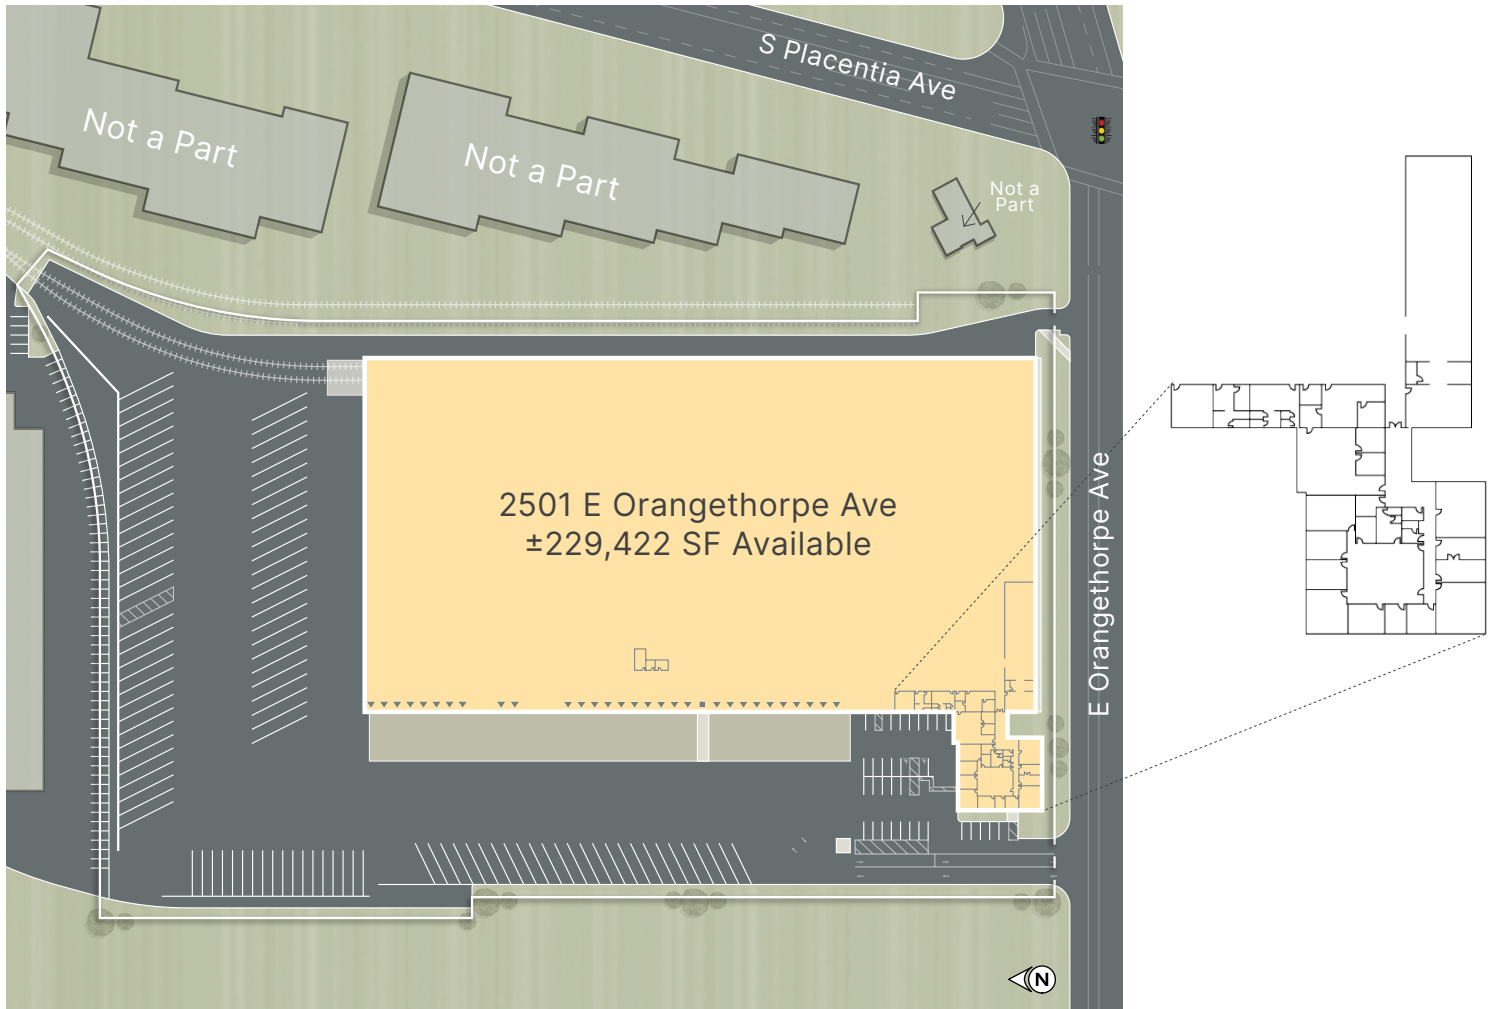 S Placentia Ave
Not a Part
Not a Part
Not a
Part
2501 E Orangethorpe Ave
±229,422 SF Available
E Orangethorpe Ave
N